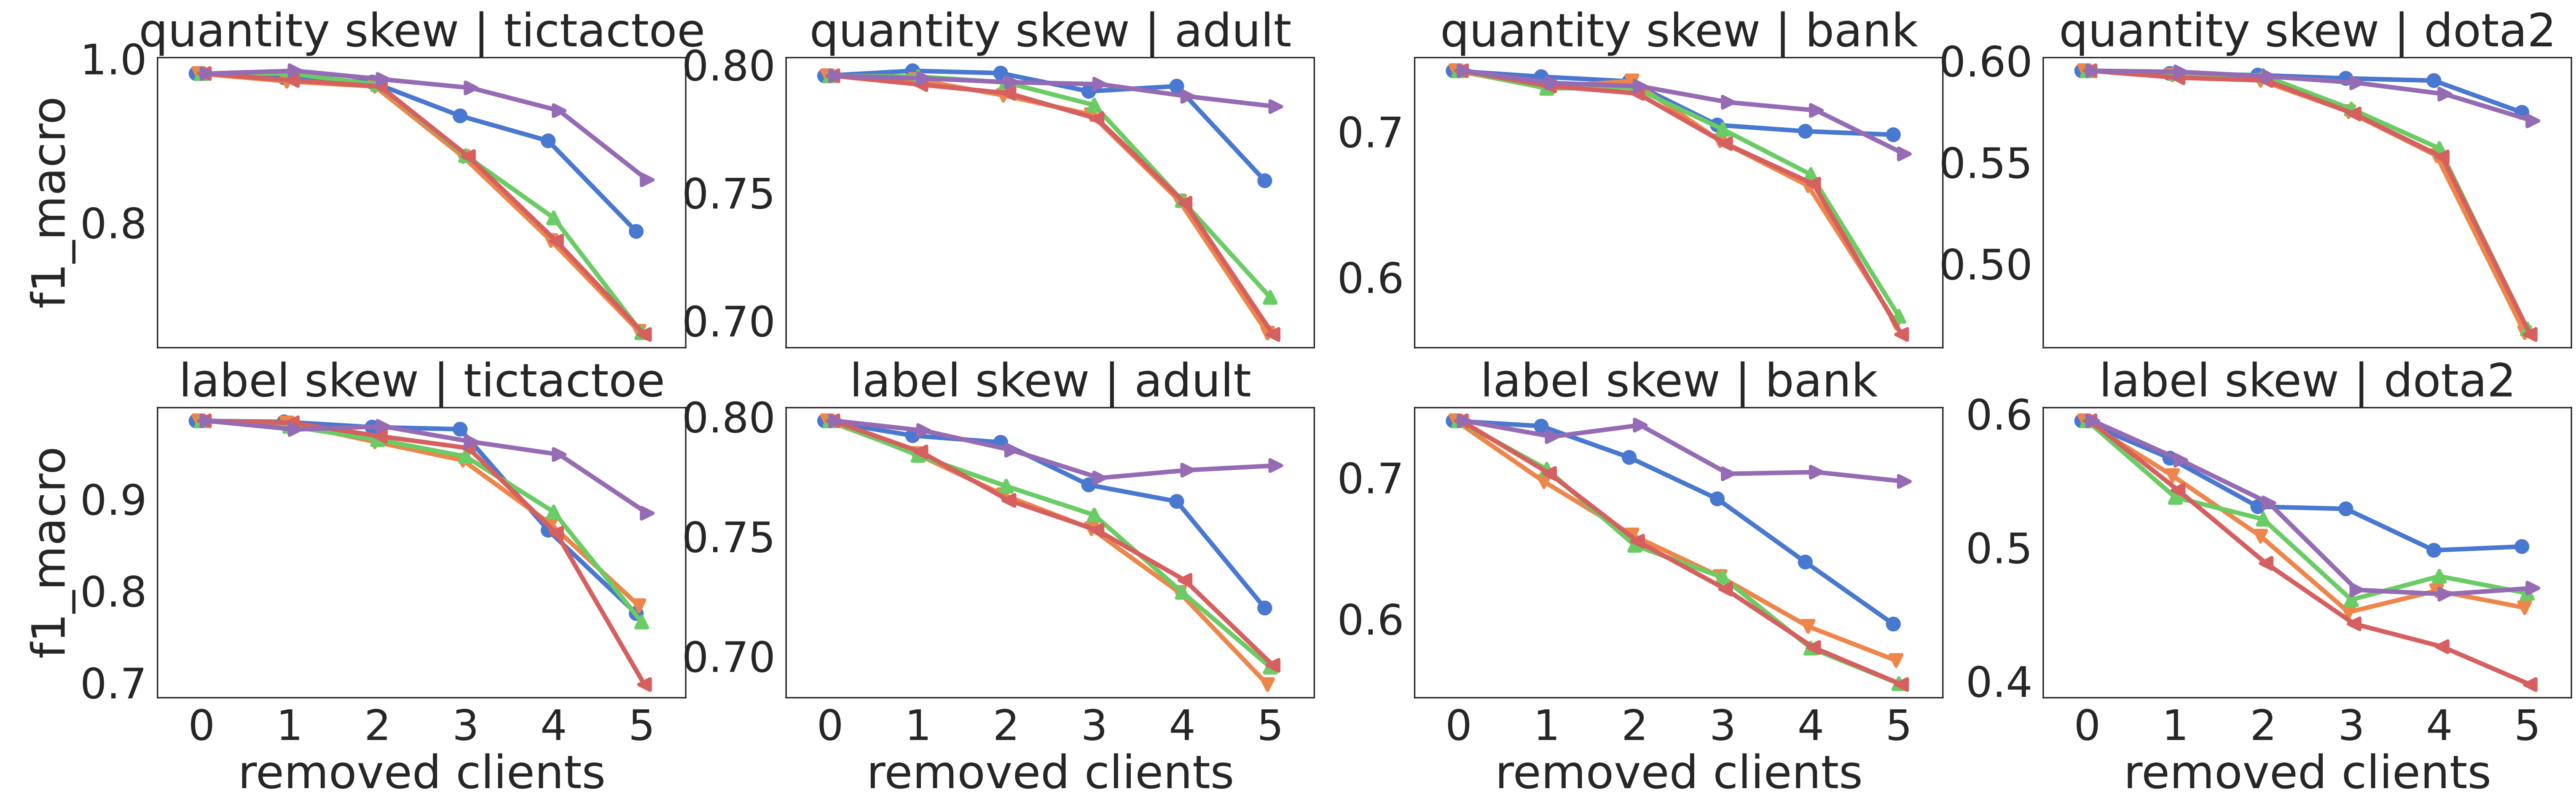 quantity skew | tictactoe
quantity skew | adult
quantity skew | bank
quantity skew | dota2
f1_macro
1.0
0.8
0.80
0.75
0.70
0.7
0.6
0.60
0.55
0.50
label skew | tictactoe
label skew | adult
label skew | bank
label skew | dota2
f1_macro
0.9
0.8
0.7
0.80
0.75
0.70
0.7
0.6
0.6
0.5
0.4
0 1 2 3 4 5
0 1 2 3 4 5
0 1 2 3 4 5
0 1 2 3 4 5
removed clients
removed clients
removed clients
removed clients